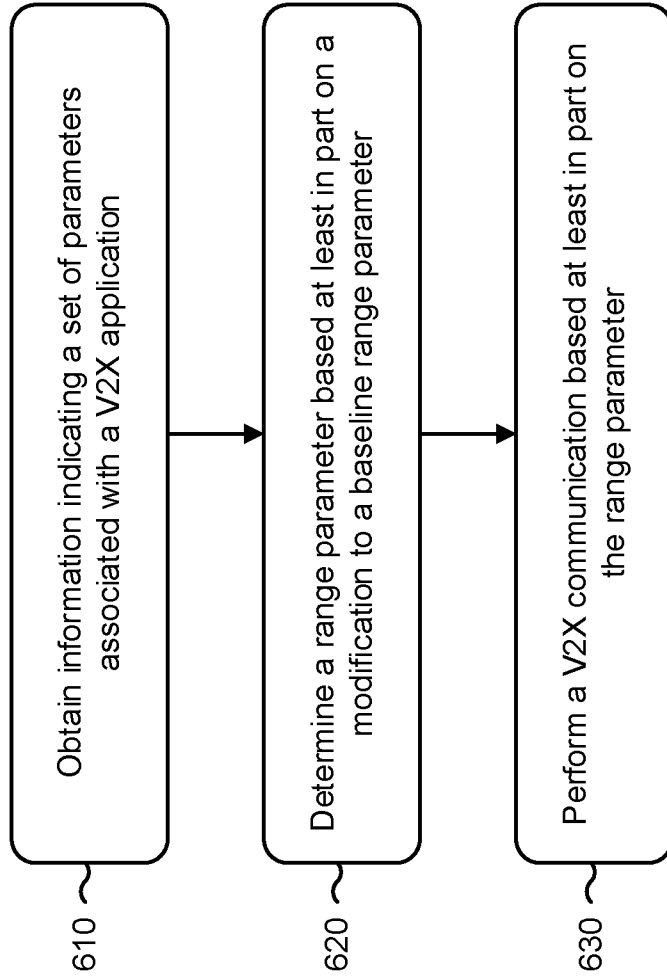 610
Obtain information indicating a set of parameters
associated with a V2X application
620
Determine a range parameter based at least in part on a
modification to a baseline range parameter
630
Perform a V2X communication based at least in part on
the range parameter